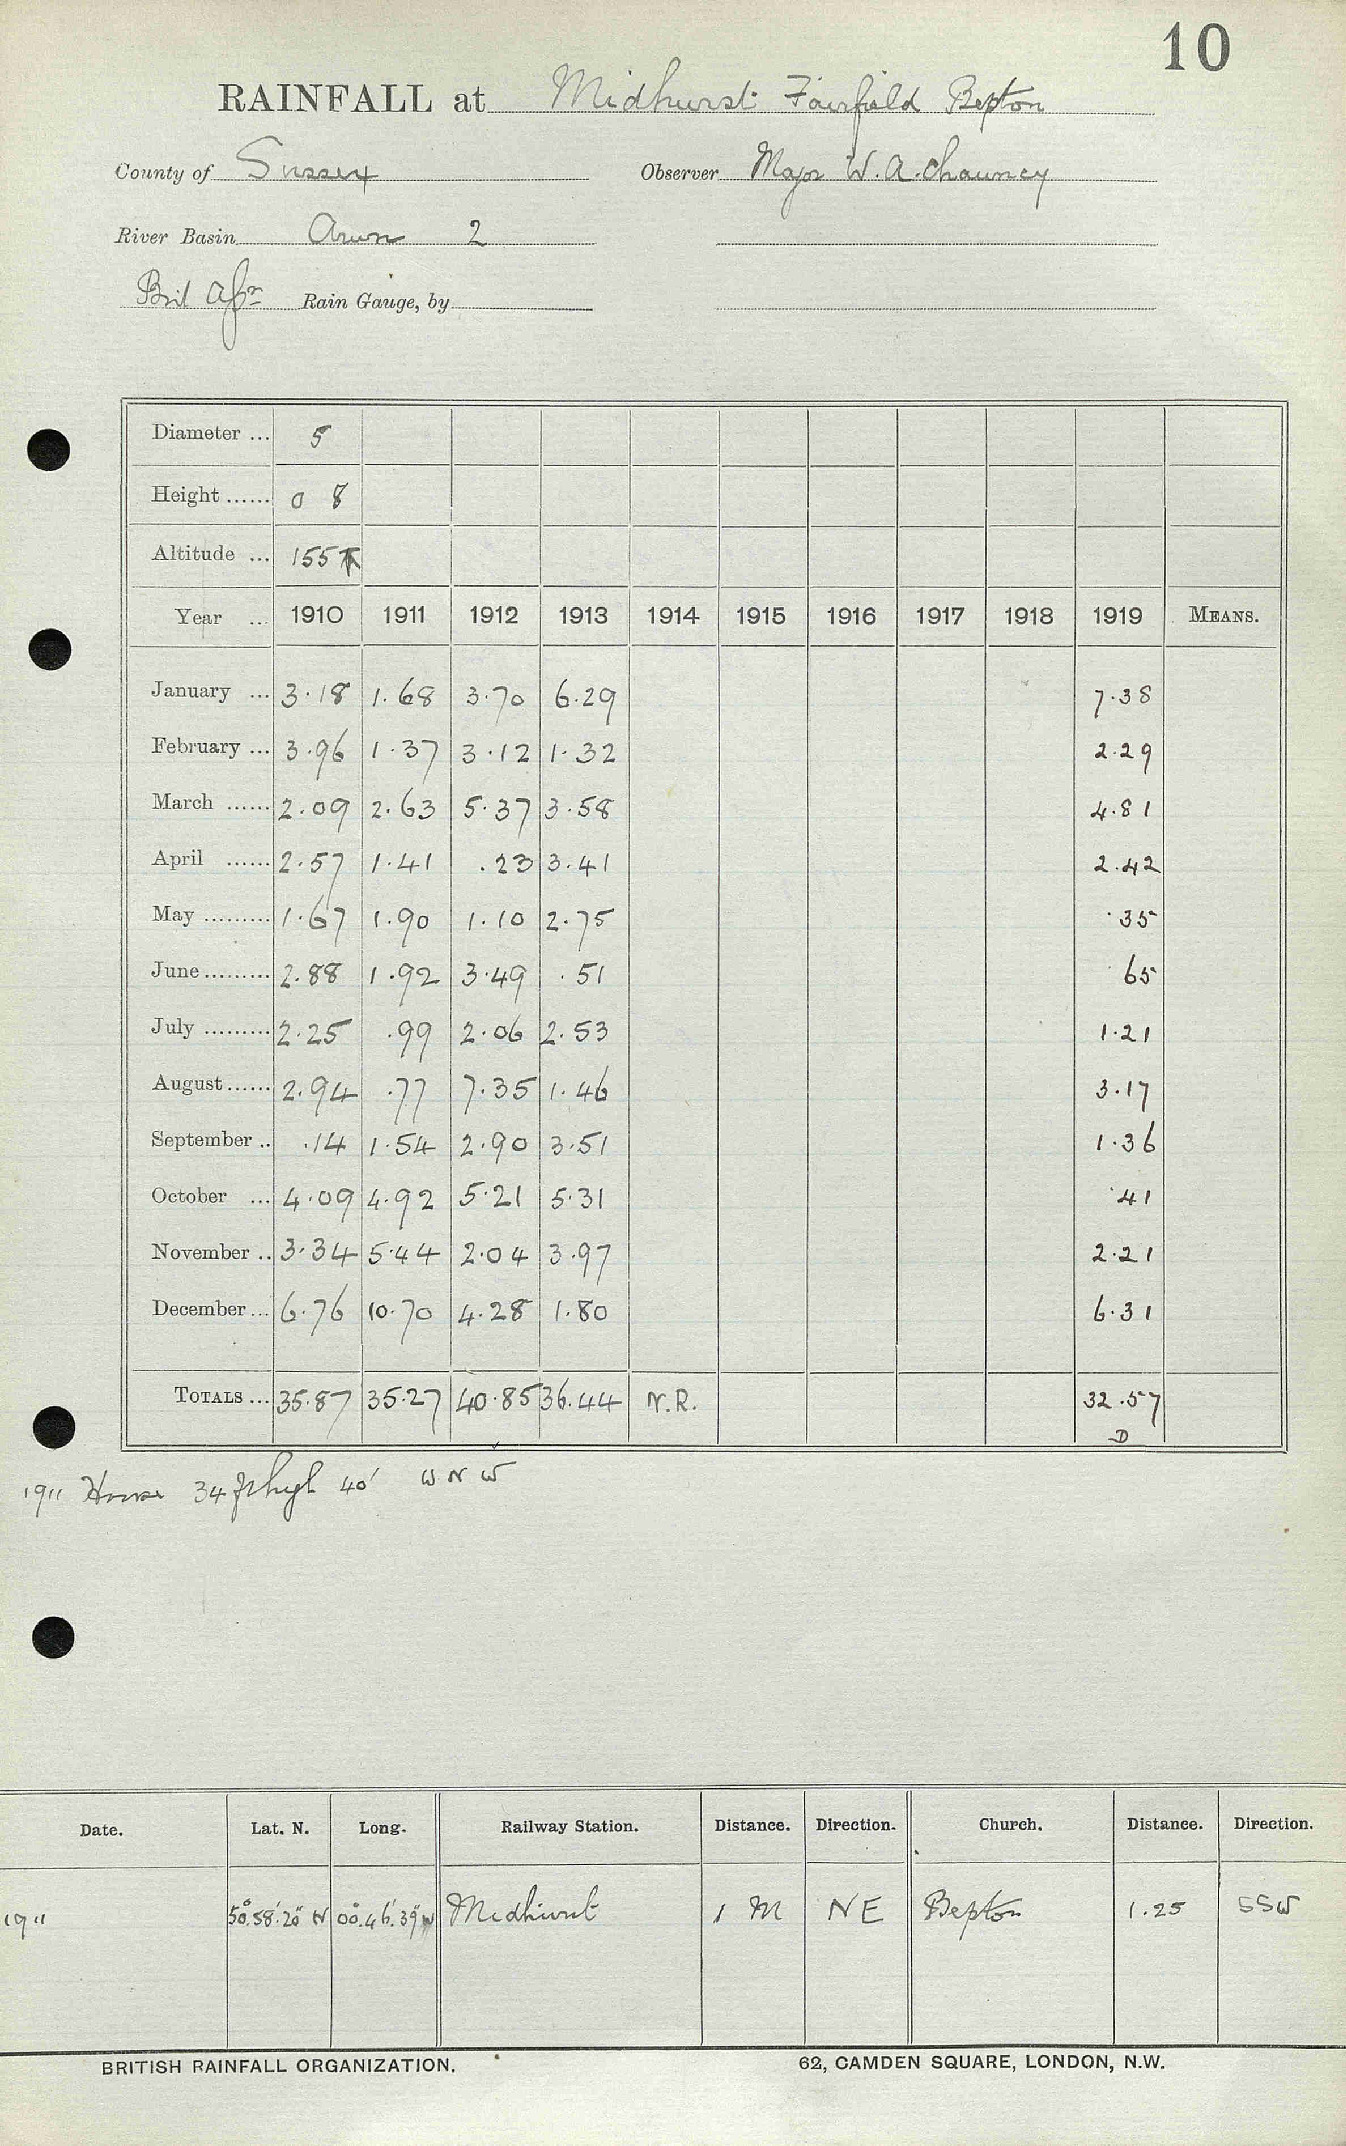 10
RAINFALL at Midhurst Fairfield Bepton
County of Sussex Observer Major W. A. Chauncy
River Basin Arun 2
Rain Gauge, by
Diameter ... 5
Height ...... 0 8
Altitude ... 155
Year ... 1910 1911 1912 1913 1914 1915 1916 1917 1918 1919 MEANS.
January ... 3.18 1.68 3.70 6.29 7.38
February ... 3.96 1.37 3.12 1.32 2.29
March ...... 2.09 2.63 5.37 3.58 4.81
April ...... 2.57 1.41 .23 3.41 2.42
May ......... 1.67 1.90 1.10 2.75 .35
June ......... 2.88 1.92 3.49 .51 .65
July ......... 2.25 .99 2.06 2.53 1.21
August ...... 2.94 .77 7.35 1.46 3.17
September .. .14 1.54 2.90 3.51 1.36
October ... 4.09 4.92 5.21 5.31 .41
November .. 3.34 5.44 2.04 3.97 2.21
December ... 6.76 10.70 4.28 1.80 6.31
TOTALS ... 35.87 35.27 40.85 36.44 N.R. 32.57
D
1911 House 34 ft high 40' W N W
Date. Lat. N. Long. Railway Station. Distance. Direction. Church. Distance. Direction.
1911 50°.58'.20" N 00°.46'.39" W Midhurst 1 M NE Bepton 1.25 SSW
BRITISH RAINFALL ORGANIZATION. 62, CAMDEN SQUARE, LONDON, N.W.